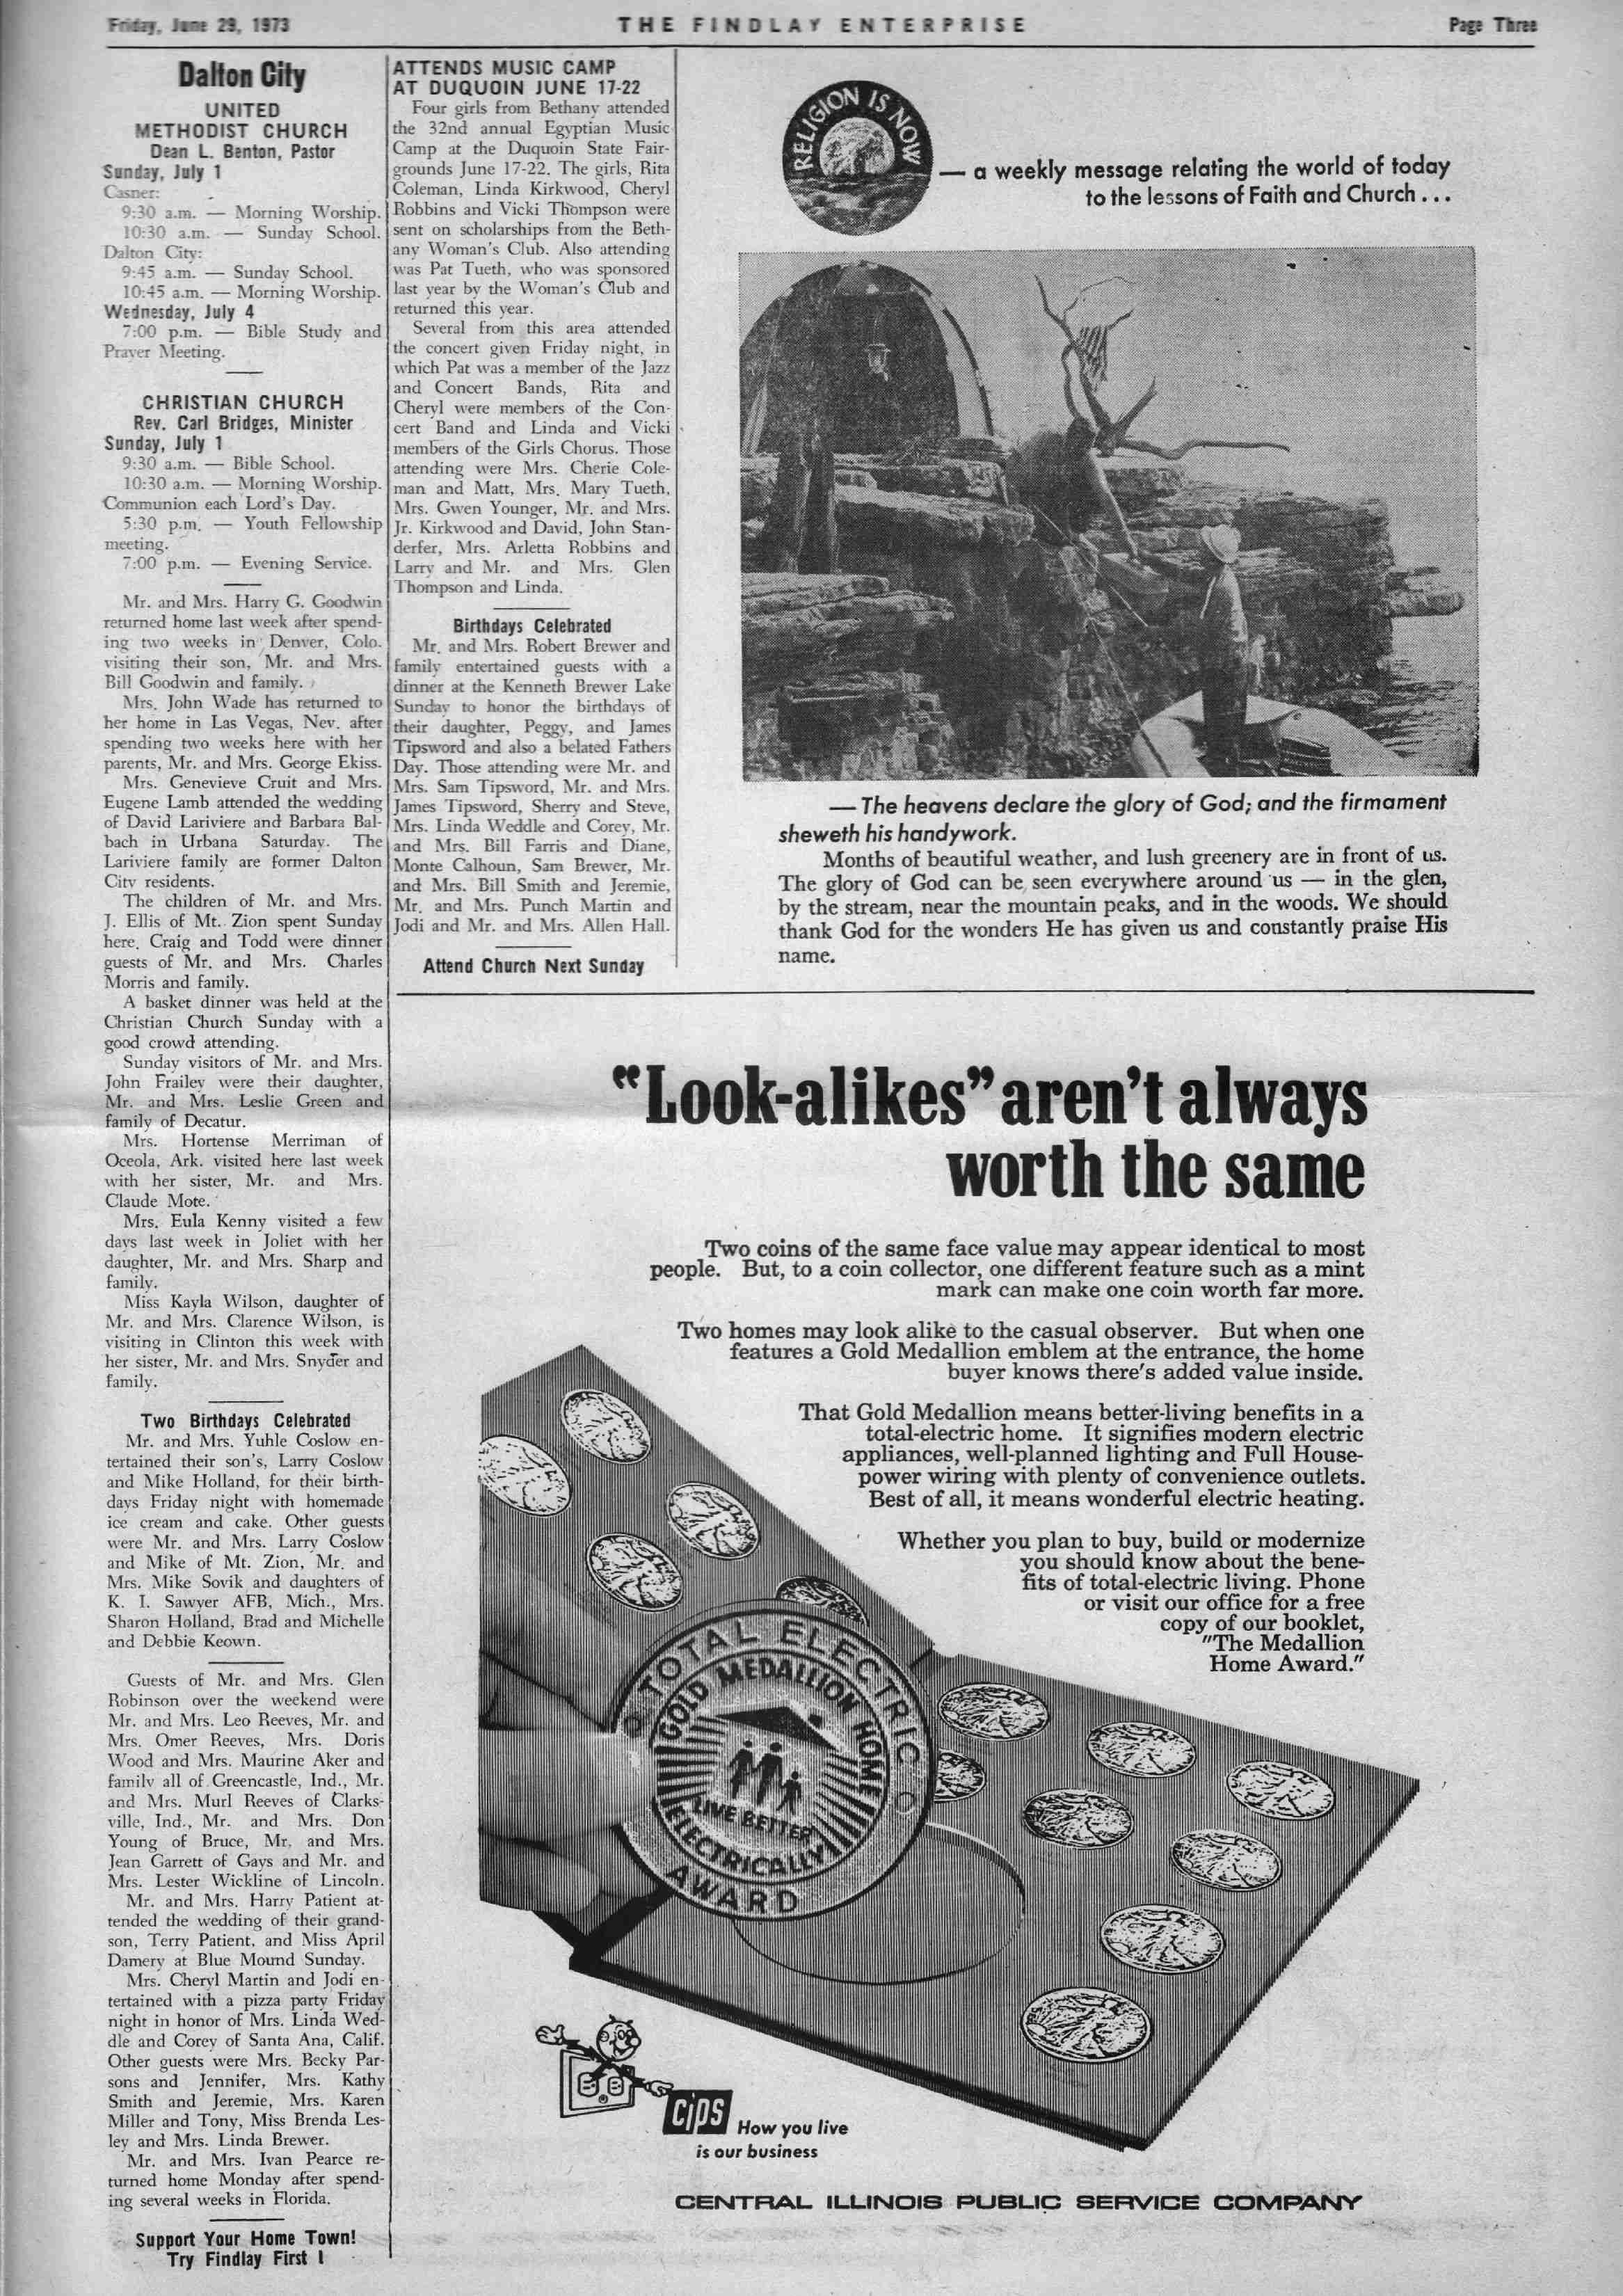 Friday, June 29, 1973
THE FINDLAY ENTERPRISE
Page Three
Dalton City
UNITED
METHODIST CHURCH
Dean L. Benton, Pastor
Sunday, July 1
Casner:
9:30 a.m. — Morning Worship.
10:30 a.m. — Sunday School.
Dalton City:
9:45 a.m. — Sunday School.
10:45 a.m. — Morning Worship.
Wednesday, July 4
7:00 p.m. — Bible Study and
Prayer Meeting.
CHRISTIAN CHURCH
Rev. Carl Bridges, Minister
Sunday, July 1
9:30 a.m. — Bible School.
10:30 a.m. — Morning Worship.
Communion each Lord's Day.
5:30 p.m. — Youth Fellowship
meeting.
7:00 p.m. — Evening Service.
Mr. and Mrs. Harry G. Goodwin
returned home last week after spend-
ing two weeks in Denver, Colo.
visiting their son, Mr. and Mrs.
Bill Goodwin and family.
Mrs. John Wade has returned to
her home in Las Vegas, Nev. after
spending two weeks here with her
parents, Mr. and Mrs. George Ekiss.
Mrs. Genevieve Cruit and Mrs.
Eugene Lamb attended the wedding
of David Lariviere and Barbara Bal-
bach in Urbana Saturday. The
Lariviere family are former Dalton
City residents.
The children of Mr. and Mrs.
J. Ellis of Mt. Zion spent Sunday
here. Craig and Todd were dinner
guests of Mr. and Mrs. Charles
Morris and family.
A basket dinner was held at the
Christian Church Sunday with a
good crowd attending.
Sunday visitors of Mr. and Mrs.
John Frailey were their daughter,
Mr. and Mrs. Leslie Green and
family of Decatur.
Mrs. Hortense Merriman of
Oceola, Ark. visited here last week
with her sister, Mr. and Mrs.
Claude Mote.
Mrs. Eula Kenny visited a few
days last week in Joliet with her
daughter, Mr. and Mrs. Sharp and
family.
Miss Kayla Wilson, daughter of
Mr. and Mrs. Clarence Wilson, is
visiting in Clinton this week with
her sister, Mr. and Mrs. Snyder and
family.
Two Birthdays Celebrated
Mr. and Mrs. Yuhle Coslow en-
tertained their son's, Larry Coslow
and Mike Holland, for their birth-
days Friday night with homemade
ice cream and cake. Other guests
were Mr. and Mrs. Larry Coslow
and Mike of Mt. Zion, Mr. and
Mrs. Mike Sovik and daughters of
K. I. Sawyer AFB, Mich., Mrs.
Sharon Holland, Brad and Michelle
and Debbie Keown.
Guests of Mr. and Mrs. Glen
Robinson over the weekend were
Mr. and Mrs. Leo Reeves, Mr. and
Mrs. Omer Reeves, Mrs. Doris
Wood and Mrs. Maurine Aker and
family all of Greencastle, Ind., Mr.
and Mrs. Murl Reeves of Clarks-
ville, Ind., Mr. and Mrs. Don
Young of Bruce, Mr. and Mrs.
Jean Garrett of Gays and Mr. and
Mrs. Lester Wickline of Lincoln.
Mr. and Mrs. Harry Patient at-
tended the wedding of their grand-
son, Terry Patient, and Miss April
Damery at Blue Mound Sunday.
Mrs. Cheryl Martin and Jodi en-
tertained with a pizza party Friday
night in honor of Mrs. Linda Wed-
dle and Corey of Santa Ana, Calif.
Other guests were Mrs. Becky Par-
sons and Jennifer, Mrs. Kathy
Smith and Jeremie, Mrs. Karen
Miller and Tony, Miss Brenda Les-
ley and Mrs. Linda Brewer.
Mr. and Mrs. Ivan Pearce re-
turned home Monday after spend-
ing several weeks in Florida.
Support Your Home Town!
Try Findlay First !
ATTENDS MUSIC CAMP
AT DUQUOIN JUNE 17-22
Four girls from Bethany attended
the 32nd annual Egyptian Music
Camp at the Duquoin State Fair-
grounds June 17-22. The girls, Rita
Coleman, Linda Kirkwood, Cheryl
Robbins and Vicki Thompson were
sent on scholarships from the Beth-
any Woman's Club. Also attending
was Pat Tueth, who was sponsored
last year by the Woman's Club and
returned this year.
Several from this area attended
the concert given Friday night, in
which Pat was a member of the Jazz
and Concert Bands, Rita and
Cheryl were members of the Con-
cert Band and Linda and Vicki
members of the Girls Chorus. Those
attending were Mrs. Cherie Cole-
man and Matt, Mrs. Mary Tueth,
Mrs. Gwen Younger, Mr. and Mrs.
Jr. Kirkwood and David, John Stan-
derfer, Mrs. Arletta Robbins and
Larry and Mr. and Mrs. Glen
Thompson and Linda.
Birthdays Celebrated
Mr. and Mrs. Robert Brewer and
family entertained guests with a
dinner at the Kenneth Brewer Lake
Sunday to honor the birthdays of
their daughter, Peggy, and James
Tipsword and also a belated Fathers
Day. Those attending were Mr. and
Mrs. Sam Tipsword, Mr. and Mrs.
James Tipsword, Sherry and Steve,
Mrs. Linda Weddle and Corey, Mr.
and Mrs. Bill Farris and Diane,
Monte Calhoun, Sam Brewer, Mr.
and Mrs. Bill Smith and Jeremie,
Mr. and Mrs. Punch Martin and
Jodi and Mr. and Mrs. Allen Hall.
Attend Church Next Sunday
RELIGION IS NOW
— a weekly message relating the world of today
to the lessons of Faith and Church ...
— The heavens declare the glory of God; and the firmament
sheweth his handywork.
Months of beautiful weather, and lush greenery are in front of us.
The glory of God can be seen everywhere around us — in the glen,
by the stream, near the mountain peaks, and in the woods. We should
thank God for the wonders He has given us and constantly praise His
name.
"Look-alikes" aren't always
worth the same
Two coins of the same face value may appear identical to most
people. But, to a coin collector, one different feature such as a mint
mark can make one coin worth far more.
Two homes may look alike to the casual observer. But when one
features a Gold Medallion emblem at the entrance, the home
buyer knows there's added value inside.
That Gold Medallion means better-living benefits in a
total-electric home. It signifies modern electric
appliances, well-planned lighting and Full House-
power wiring with plenty of convenience outlets.
Best of all, it means wonderful electric heating.
Whether you plan to buy, build or modernize
you should know about the bene-
fits of total-electric living. Phone
or visit our office for a free
copy of our booklet,
"The Medallion
Home Award."
TOTAL ELECTRIC
GOLD MEDALLION HOME
LIVE BETTER
ELECTRICALLY
AWARD
CIPS
How you live
is our business
CENTRAL ILLINOIS PUBLIC SERVICE COMPANY